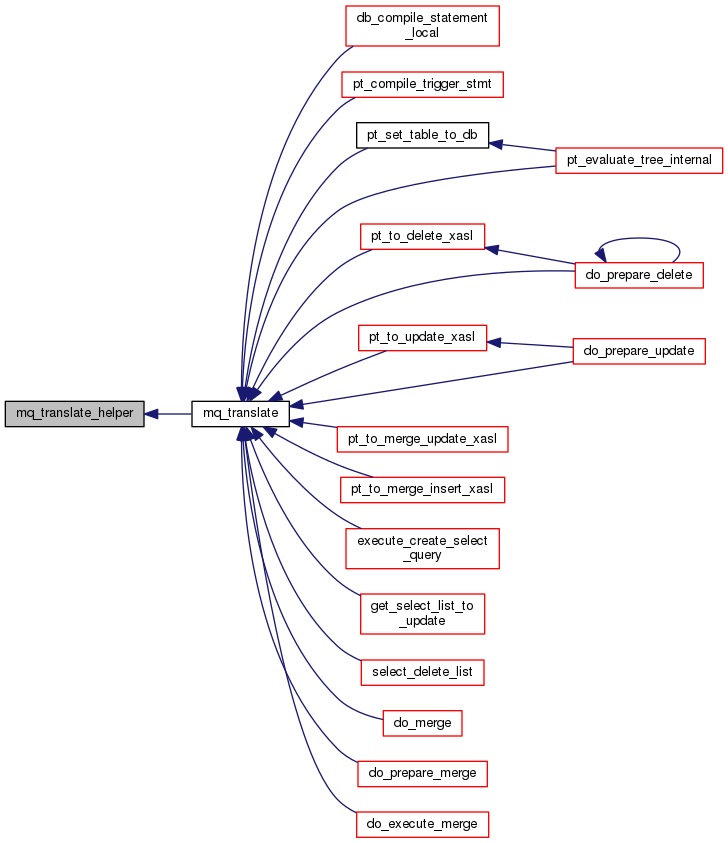 db_compile_statement
_local
pt_compile_trigger_stmt
pt_set_table_to_db
pt_evaluate_tree_internal
pt_to_delete_xasl
do_prepare_delete
pt_to_update_xasl
do_prepare_update
mq_translate_helper
mq_translate
pt_to_merge_update_xasl
pt_to_merge_insert_xasl
execute_create_select
_query
get_select_list_to
_update
select_delete_list
do_merge
do_prepare_merge
do_execute_merge